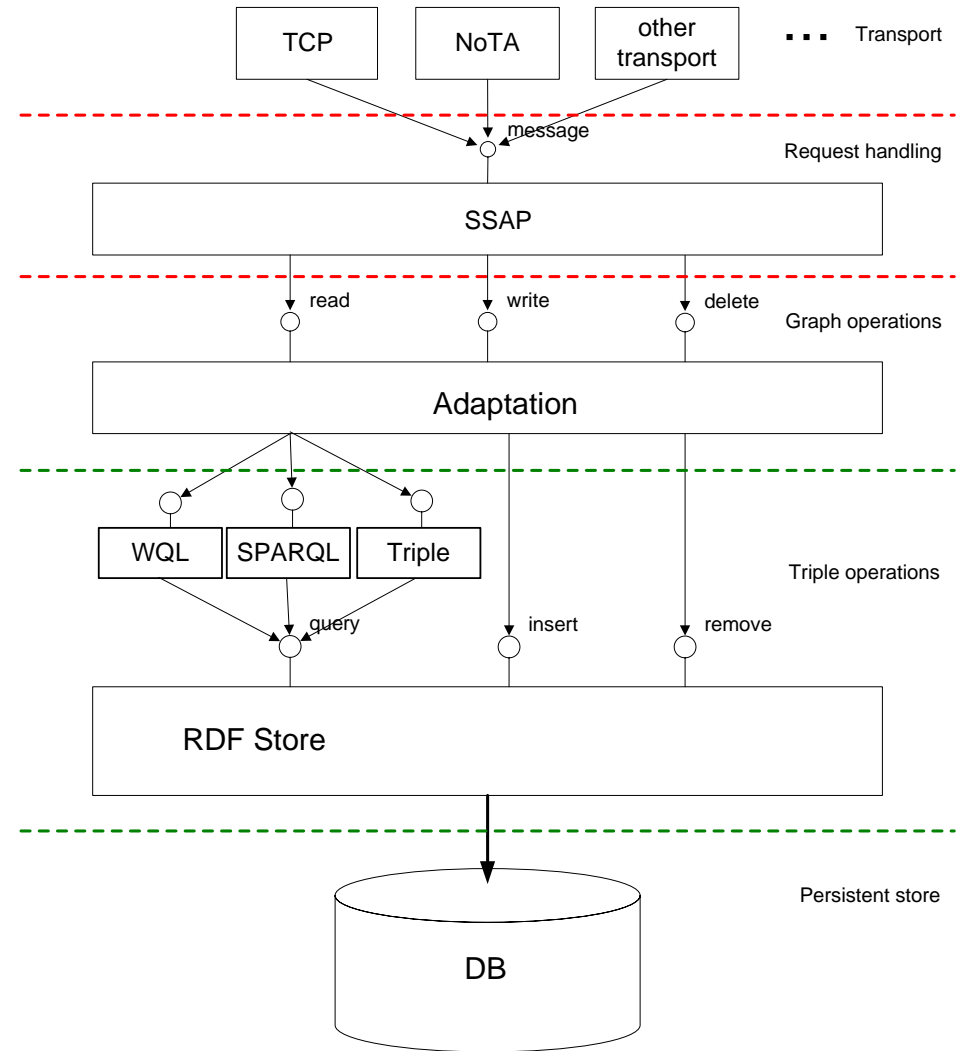 TCP
NoTA
other
transport
... Transport
message
Request handling
SSAP
read
write
delete
Graph operations
Adaptation
WQL
SPARQL
Triple
Triple operations
query
insert
remove
RDF Store
Persistent store
DB